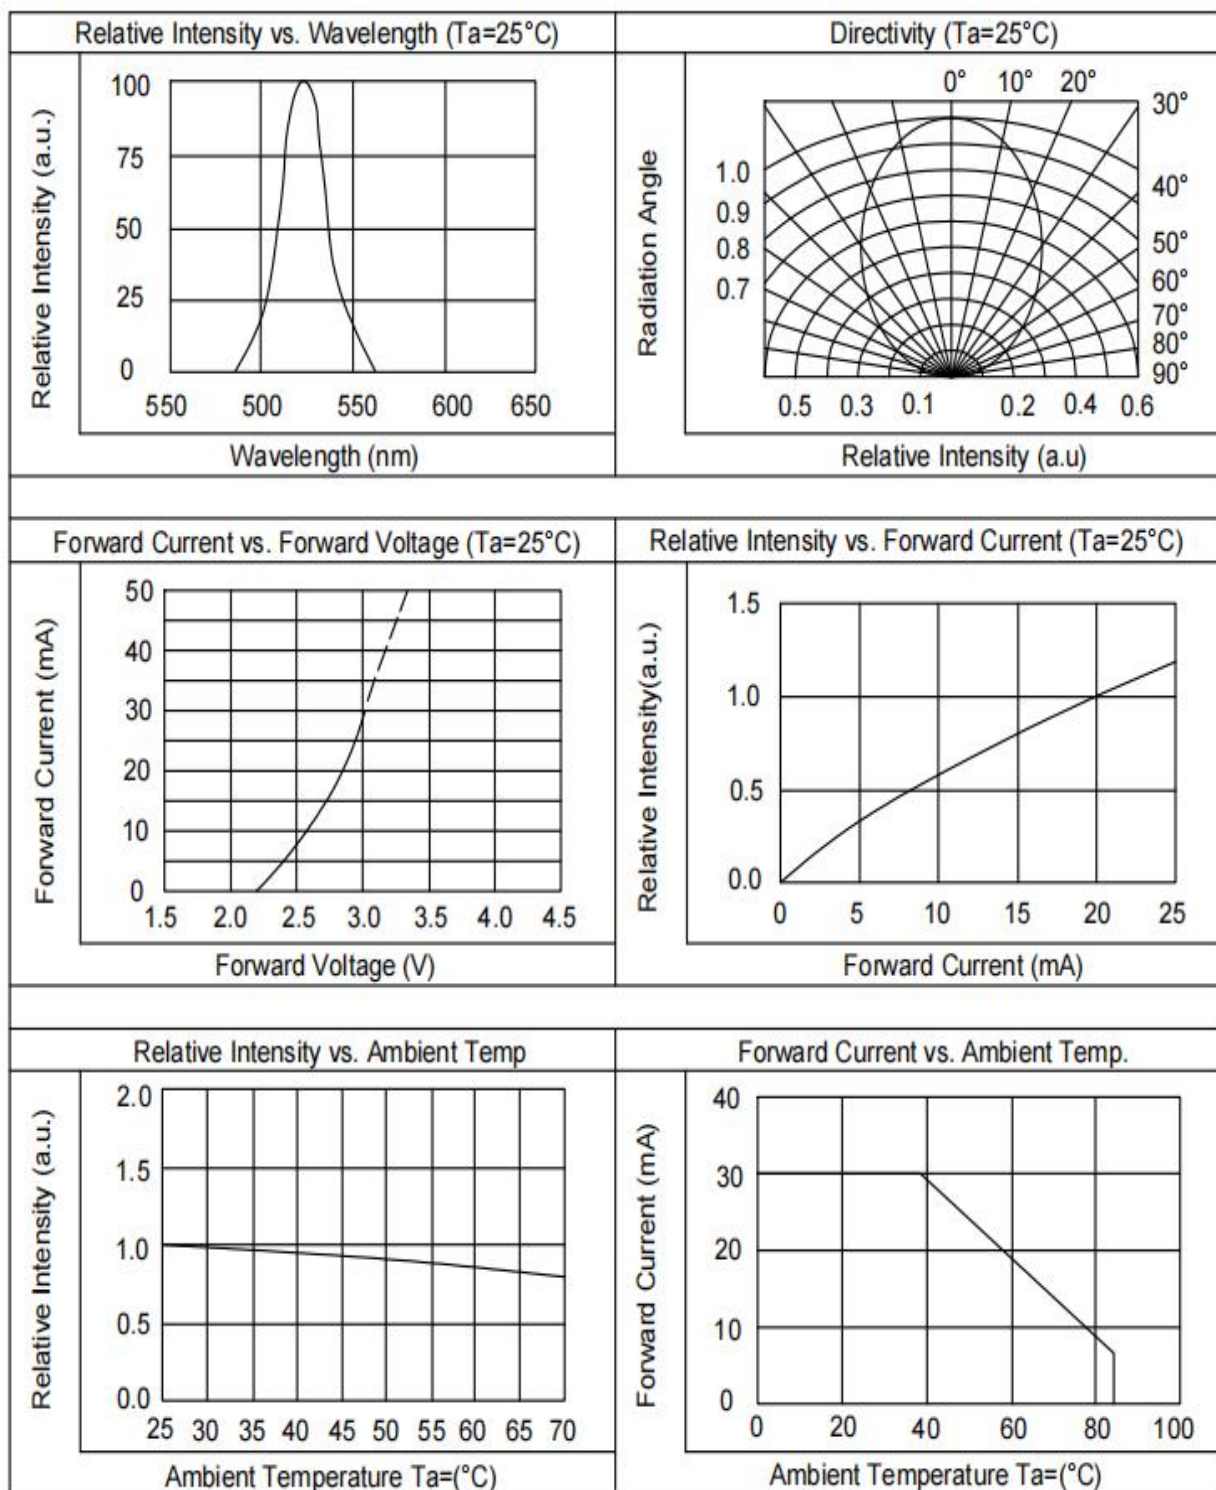 Relative Intensity vs. Wavelength (Ta=25°C)
Relative Intensity (a.u.)
100
75
50
25
0
550 500 550 600 650
Wavelength (nm)
Directivity (Ta=25°C)
Radiation Angle
0° 10° 20° 30°
40°
50°
60°
70°
80°
90°
1.0
0.9
0.8
0.7
0.5 0.3 0.1 0.2 0.4 0.6
Relative Intensity (a.u)
Forward Current vs. Forward Voltage (Ta=25°C)
Forward Current (mA)
50
40
30
20
10
0
1.5 2.0 2.5 3.0 3.5 4.0 4.5
Forward Voltage (V)
Relative Intensity vs. Forward Current (Ta=25°C)
Relative Intensity(a.u.)
1.5
1.0
0.5
0.0
0 5 10 15 20 25
Forward Current (mA)
Relative Intensity vs. Ambient Temp
Relative Intensity (a.u.)
2.0
1.5
1.0
0.5
0.0
25 30 35 40 45 50 55 60 65 70
Ambient Temperature Ta=(°C)
Forward Current vs. Ambient Temp.
Forward Current (mA)
40
30
20
10
0
0 20 40 60 80 100
Ambient Temperature Ta=(°C)